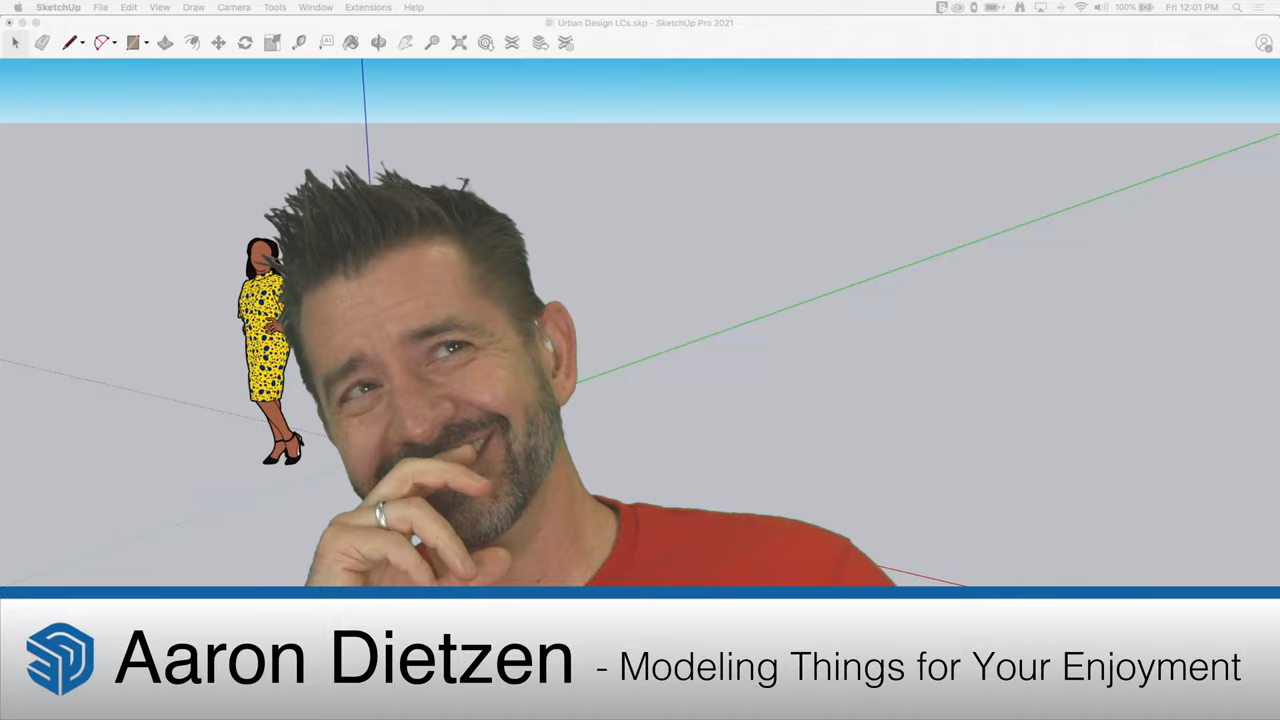 SketchUp File Edit View Draw Camera Tools Window Extensions Help 100% Fri 12:01 PM
Urban Design LCs.skp - SketchUp Pro 2021
Aaron Dietzen - Modeling Things for Your Enjoyment